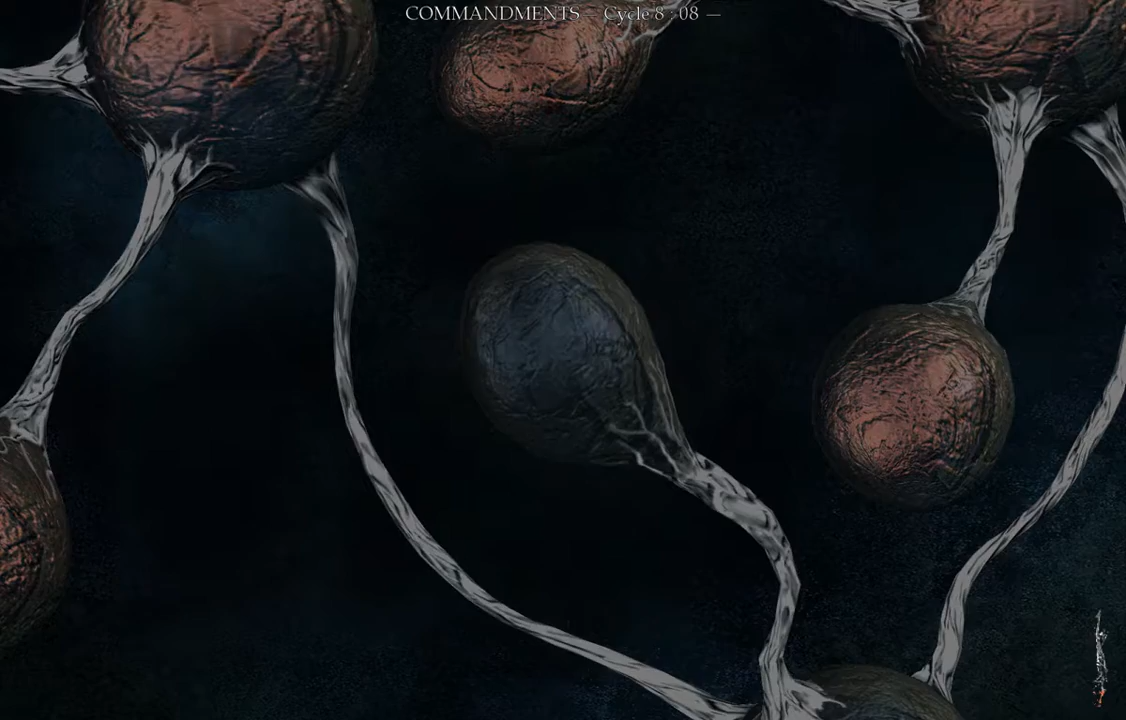 COMMANDMENTS – Cycle 8 : 08 —